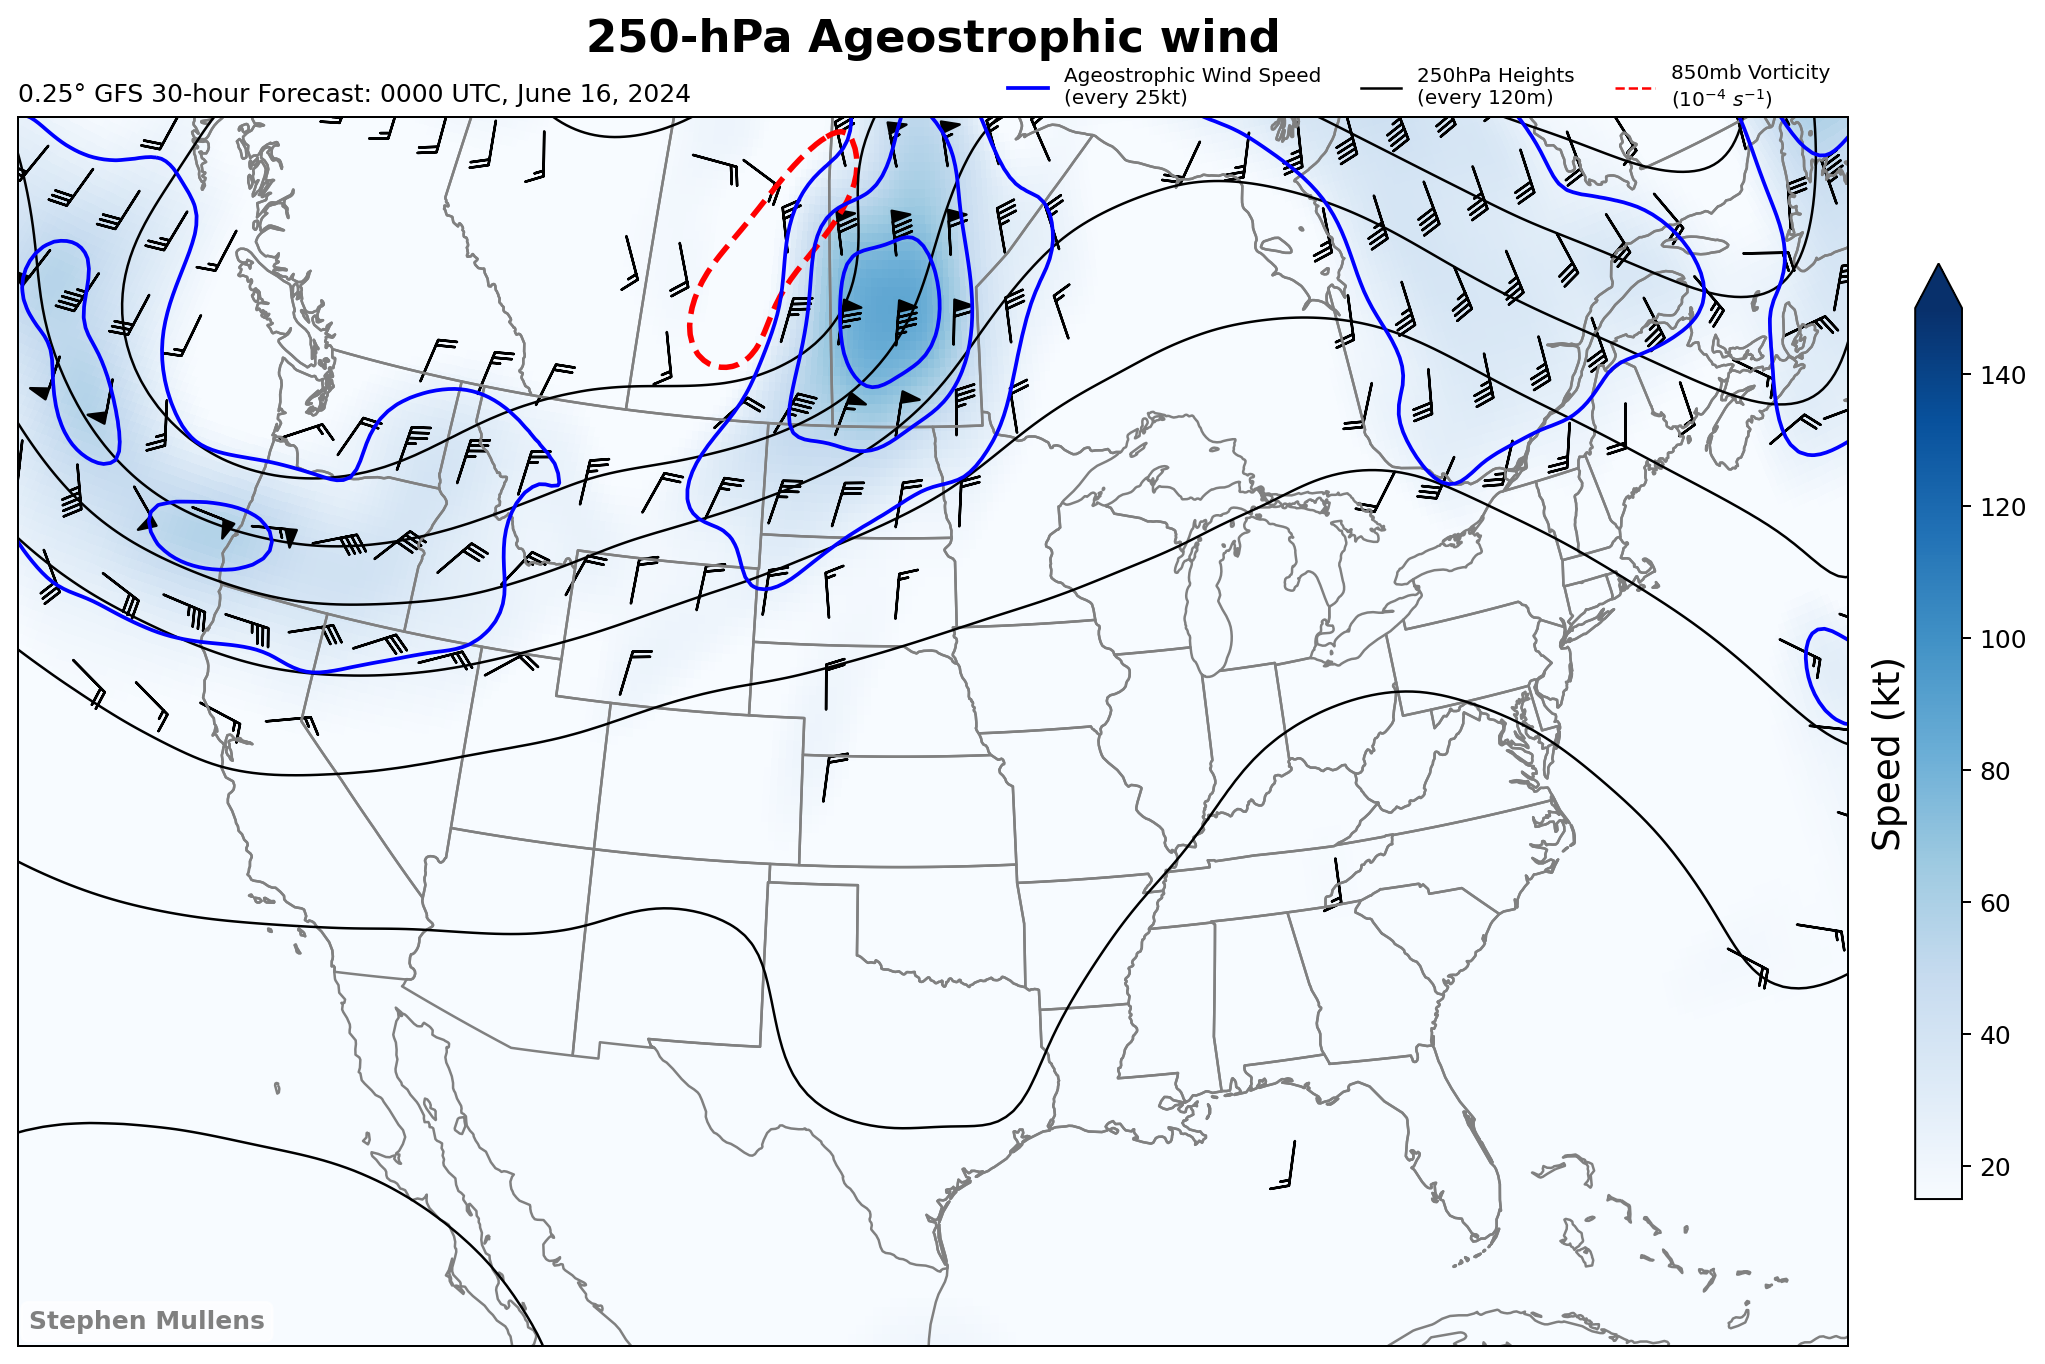 250-hPa Ageostrophic wind
0.25° GFS 30-hour Forecast: 0000 UTC, June 16, 2024
Ageostrophic Wind Speed
(every 25kt)
250hPa Heights
(every 120m)
850mb Vorticity
(10⁻⁴ s⁻¹)
140
120
100
80
60
40
20
Speed (kt)
Stephen Mullens